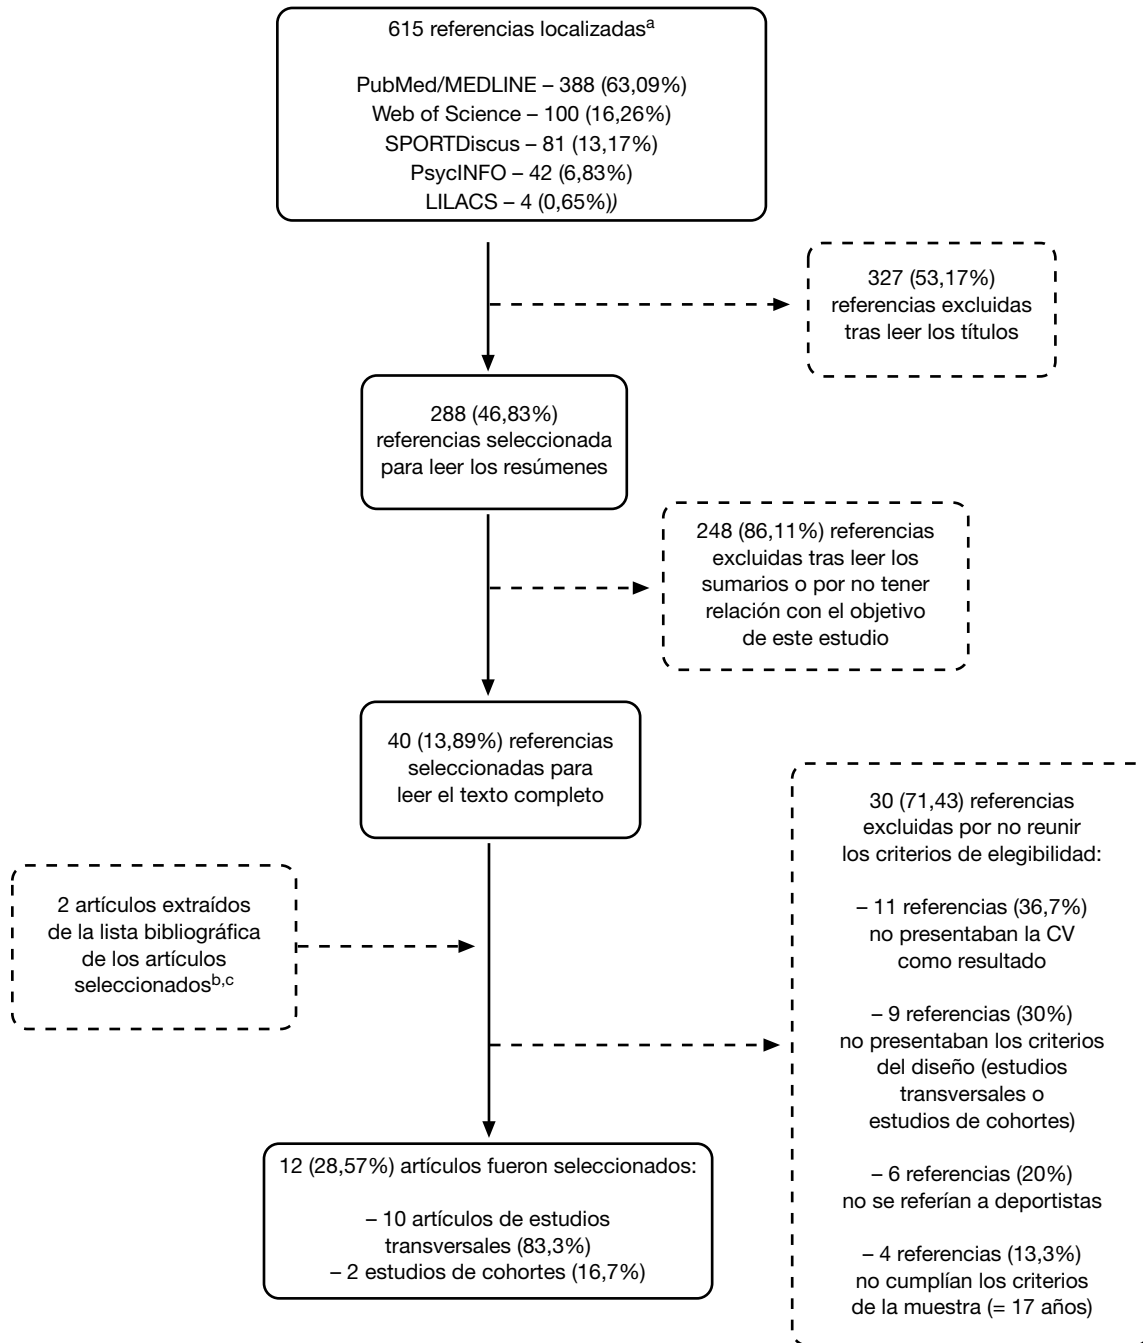 615 referencias localizadasa
PubMed/MEDLINE – 388 (63,09%)
Web of Science – 100 (16,26%)
SPORTDiscus – 81 (13,17%)
PsycINFO – 42 (6,83%)
LILACS – 4 (0,65%))
327 (53,17%)
referencias excluidas
tras leer los títulos
288 (46,83%)
referencias seleccionada
para leer los resúmenes
248 (86,11%) referencias
excluidas tras leer los
sumarios o por no tener
relación con el objetivo
de este estudio
40 (13,89%) referencias
seleccionadas para
leer el texto completo
2 artículos extraídos
de la lista bibliográfica
de los artículos
seleccionadosb,c
30 (71,43) referencias
excluidas por no reunir
los criterios de elegibilidad:
– 11 referencias (36,7%)
no presentaban la CV
como resultado
– 9 referencias (30%)
no presentaban los criterios
del diseño (estudios
transversales o
estudios de cohortes)
– 6 referencias (20%)
no se referían a deportistas
– 4 referencias (13,3%)
no cumplían los criterios
de la muestra (= 17 años)
12 (28,57%) artículos fueron seleccionados:
– 10 artículos de estudios
transversales (83,3%)
– 2 estudios de cohortes (16,7%)